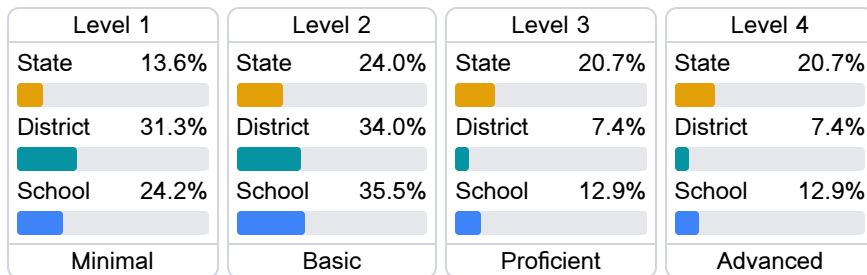 Level 1
State 13.6%
District 31.3%
School 24.2%
Minimal
Level 2
State 24.0%
District 34.0%
School 35.5%
Basic
Level 3
State 20.7%
District 7.4%
School 12.9%
Proficient
Level 4
State 20.7%
District 7.4%
School 12.9%
Advanced